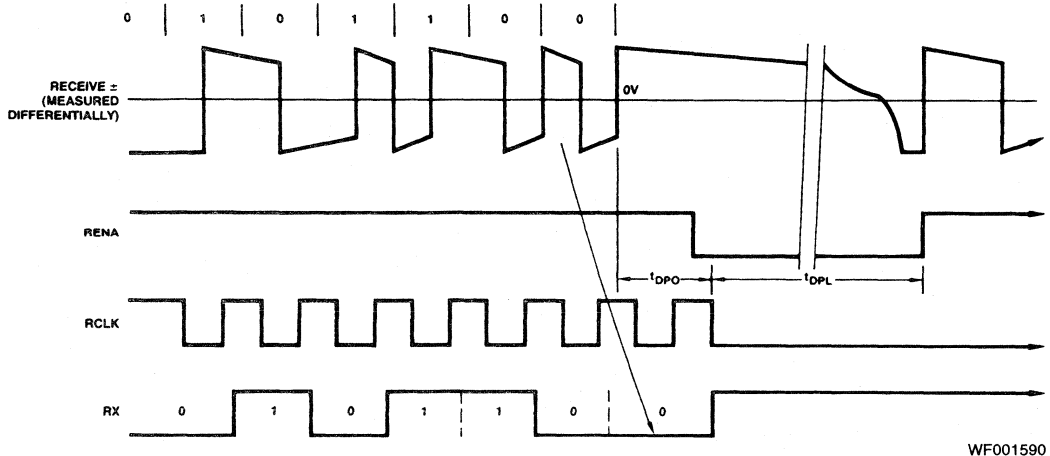 0 | 1 | 0 | 1 | 1 | 0 | 0 |
RECEIVE ±
(MEASURED
DIFFERENTIALLY)
0V
RENA
tDPO
tDPL
RCLK
RX
0 1 0 1 1 0 0
WF001590